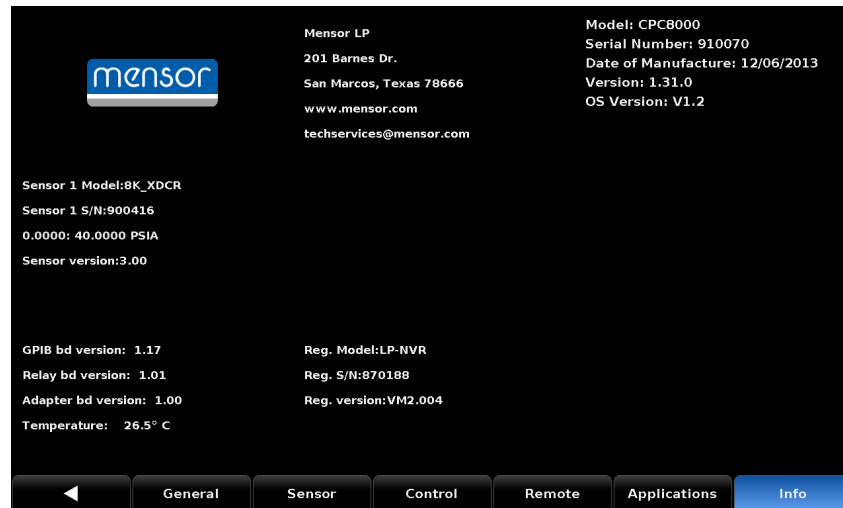 mensor
Mensor LP
201 Barnes Dr.
San Marcos, Texas 78666
www.mensor.com
techservices@mensor.com
Model: CPC8000
Serial Number: 910070
Date of Manufacture: 12/06/2013
Version: 1.31.0
OS Version: V1.2
Sensor 1 Model:8K_XDCR
Sensor 1 S/N:900416
0.0000: 40.0000 PSIA
Sensor version:3.00
GPIB bd version: 1.17
Relay bd version: 1.01
Adapter bd version: 1.00
Temperature: 26.5° C
Reg. Model:LP-NVR
Reg. S/N:870188
Reg. version:VM2.004
General
Sensor
Control
Remote
Applications
Info